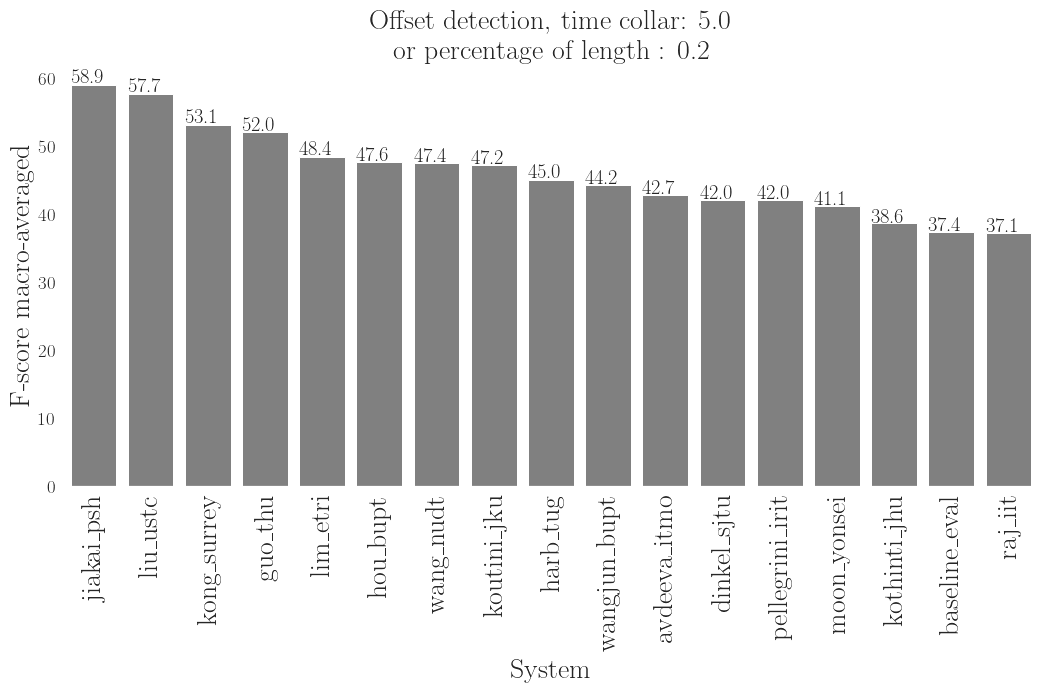 Offset detection, time collar: 5.0
or percentage of length : 0.2
F-score macro-averaged
60
50
40
30
20
10
0
58.9
57.7
53.1
52.0
48.4
47.6
47.4
47.2
45.0
44.2
42.7
42.0
42.0
41.1
38.6
37.4
37.1
jiakai_psh
liu_ustc
kong_surrey
guo_thu
lim_etri
hou_bupt
wang_nudt
koutini_jku
harb_tug
wangjun_bupt
avdeeva_itmo
dinkel_sjtu
pellegrini_irit
moon_yonsei
kothinti_jhu
baseline_eval
raj_iit
System